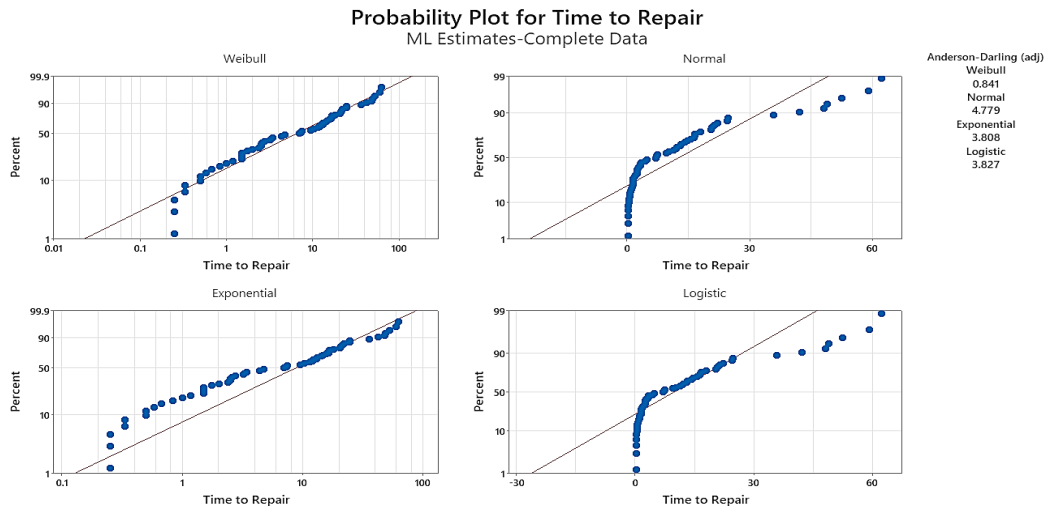 Probability Plot for Time to Repair
ML Estimates-Complete Data
Weibull
99.9
90
50
10
1
Percent
0.01 0.1 1 10 100
Time to Repair
Normal
99
90
50
10
1
Percent
0 30 60
Time to Repair
Anderson-Darling (adj)
Weibull
0.841
Normal
4.779
Exponential
3.808
Logistic
3.827
Exponential
99.9
90
50
10
1
Percent
0.1 1 10 100
Time to Repair
Logistic
99
90
50
10
1
Percent
-30 0 30 60
Time to Repair